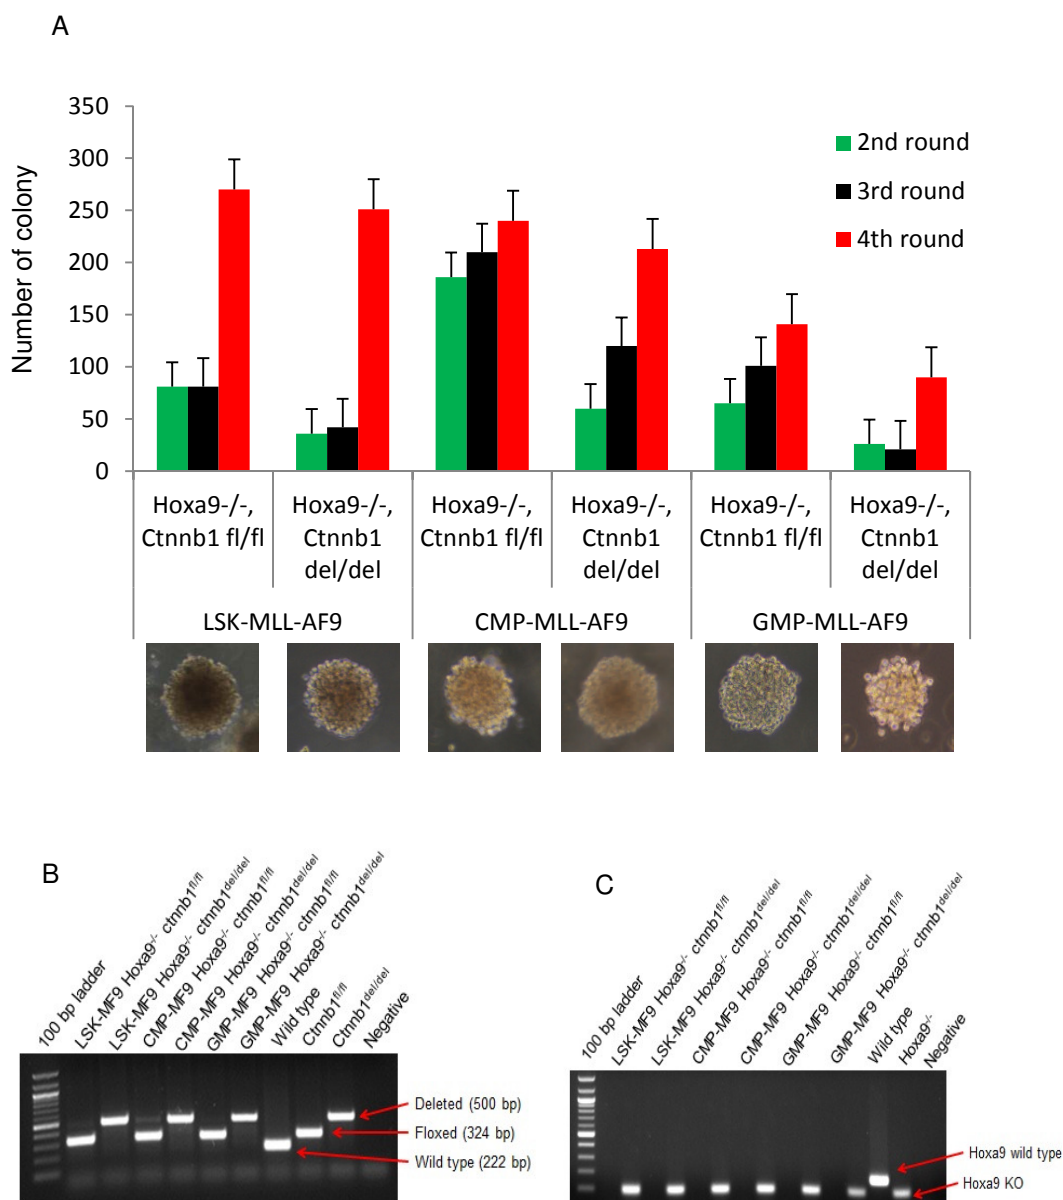 A
350
300
250
200
150
100
50
0
Number of colony
2nd round
3rd round
4th round
Hoxa9-/-,
Ctnnb1 fl/fl
Hoxa9-/-,
Ctnnb1
del/del
Hoxa9-/-,
Ctnnb1 fl/fl
Hoxa9-/-,
Ctnnb1
del/del
Hoxa9-/-,
Ctnnb1 fl/fl
Hoxa9-/-,
Ctnnb1
del/del
LSK-MLL-AF9
CMP-MLL-AF9
GMP-MLL-AF9
B
100 bp ladder
LSK-MF9 Hoxa9-/- ctnnb1fl/fl
LSK-MF9 Hoxa9-/- ctnnb1del/del
CMP-MF9 Hoxa9-/- ctnnb1fl/fl
CMP-MF9 Hoxa9-/- ctnnb1del/del
GMP-MF9 Hoxa9-/- ctnnb1fl/fl
GMP-MF9 Hoxa9-/- ctnnb1del/del
Wild type
Ctnnb1fl/fl
Ctnnb1del/del
Negative
Deleted (500 bp)
Floxed (324 bp)
Wild type (222 bp)
C
100 bp ladder
LSK-MF9 Hoxa9-/- ctnnb1fl/fl
LSK-MF9 Hoxa9-/- ctnnb1del/del
CMP-MF9 Hoxa9-/- ctnnb1fl/fl
CMP-MF9 Hoxa9-/- ctnnb1del/del
GMP-MF9 Hoxa9-/- ctnnb1fl/fl
GMP-MF9 Hoxa9-/- ctnnb1del/del
Wild type
Hoxa9-/-
Negative
Hoxa9 wild type
Hoxa9 KO